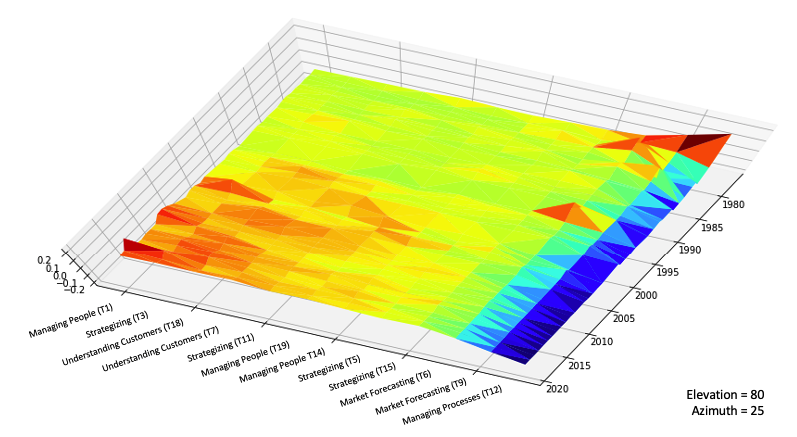 0.2
0.1
0.0
−0.1
−0.2
Managing People (T1)
Strategizing (T3)
Understanding Customers (T18)
Understanding Customers (T7)
Strategizing (T11)
Managing People (T19)
Managing People T14)
Strategizing (T5)
Strategizing (T15)
Market Forecasting (T6)
Market Forecasting (T9)
Managing Processes (T12)
1980
1985
1990
1995
2000
2005
2010
2015
2020
Elevation = 80
Azimuth = 25